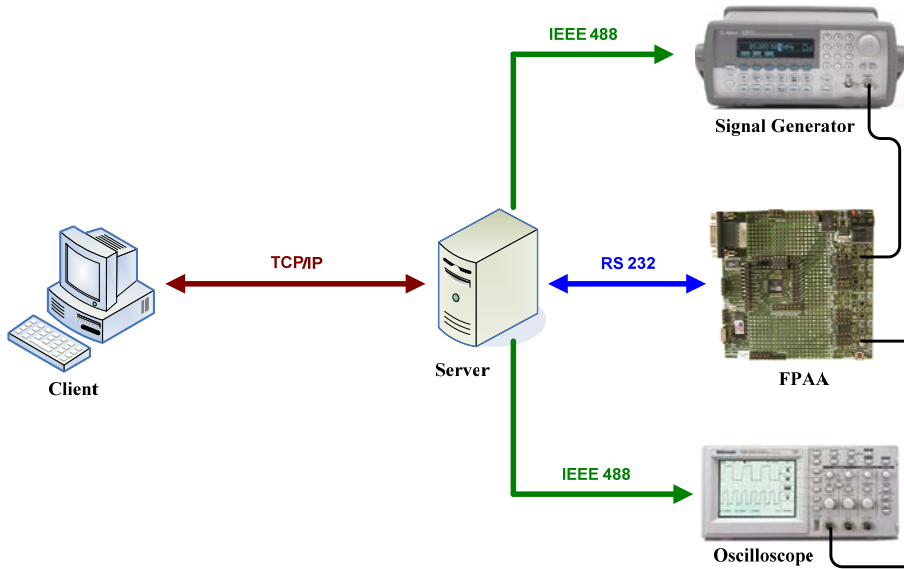 IEEE 488
Signal Generator
TCP/IP
RS 232
Client
Server
FPAA
IEEE 488
Oscilloscope